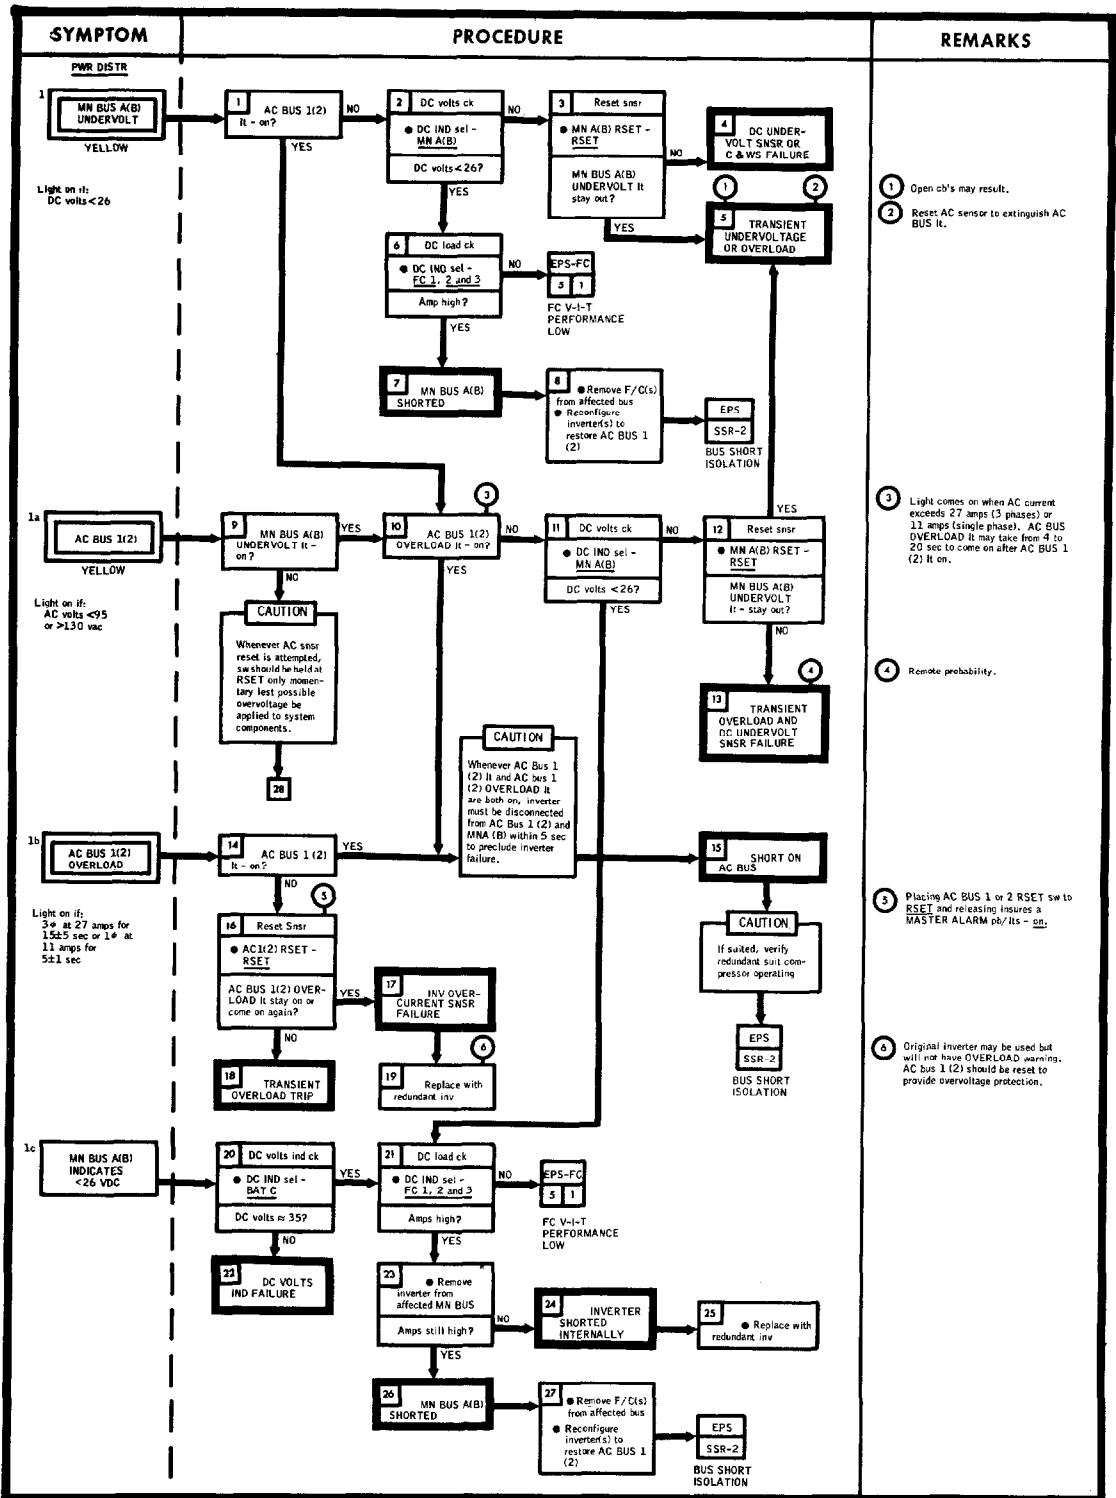 SYMPTOM
PROCEDURE
REMARKS
PWR DISTR
1
MN BUS A(B)
UNDERVOLT
YELLOW
Light on if:
DC volts<26
1
AC BUS 1(2)
lt - on?
NO
YES
2
DC volts ck
● DC IND sel -
MN A(B)
DC volts<26?
NO
YES
3
Reset snsr
● MN A(B) RSET -
RSET
MN BUS A(B)
UNDERVOLT lt
stay out?
NO
YES
4
DC UNDER-
VOLT SNSR OR
C & WS FAILURE
1
2
5
TRANSIENT
UNDERVOLTAGE
OR OVERLOAD
6
DC load ck
● DC IND sel -
FC 1, 2 and 3
Amp high?
NO
YES
EPS-FC
5 1
FC V-I-T
PERFORMANCE
LOW
7
MN BUS A(B)
SHORTED
8
● Remove F/C(s)
from affected bus
● Reconfigure
inverter(s) to
restore AC BUS 1
(2)
EPS
SSR-2
BUS SHORT
ISOLATION
1 Open cb's may result.
2 Reset AC sensor to extinguish AC
BUS lt.
1a
AC BUS 1(2)
YELLOW
Light on if:
AC volts <95
or >130 vac
9
MN BUS A(B)
UNDERVOLT lt -
on?
YES
NO
CAUTION
Whenever AC snsr
reset is attempted,
sw should be held at
RSET only momen-
tary lest possible
overvoltage be
applied to system
components.
28
3
10
AC BUS 1(2)
OVERLOAD lt - on?
NO
YES
11
DC volts ck
● DC IND sel -
MN A(B)
DC volts <26?
NO
YES
YES
12
Reset snsr
● MN A(B) RSET -
RSET
MN BUS A(B)
UNDERVOLT
lt - stay out?
NO
4
13
TRANSIENT
OVERLOAD AND
DC UNDERVOLT
SNSR FAILURE
3 Light comes on when AC current
exceeds 27 amps (3 phases) or
11 amps (single phase). AC BUS
OVERLOAD lt may take from 4 to
20 sec to come on after AC BUS 1
(2) lt on.
4 Remote probability.
CAUTION
Whenever AC Bus 1
(2) lt and AC bus 1
(2) OVERLOAD lt
are both on, inverter
must be disconnected
from AC Bus 1 (2) and
MNA (B) within 5 sec
to preclude inverter
failure.
1b
AC BUS 1(2)
OVERLOAD
Light on if:
3ø at 27 amps for
15±5 sec or 1ø at
11 amps for
5±1 sec
14
AC BUS 1 (2)
lt - on?
YES
NO
15
SHORT ON
AC BUS
CAUTION
If suited, verify
redundant suit com-
pressor operating
EPS
SSR-2
BUS SHORT
ISOLATION
5
16
Reset Snsr
● AC1(2) RSET -
RSET
AC BUS 1(2) OVER-
LOAD lt stay on or
come on again?
YES
NO
17
INV OVER-
CURRENT SNSR
FAILURE
6
18
TRANSIENT
OVERLOAD TRIP
19
Replace with
redundant inv
5 Placing AC BUS 1 or 2 RSET sw to
RSET and releasing insures a
MASTER ALARM pb/lts - on.
6 Original inverter may be used but
will not have OVERLOAD warning.
AC bus 1 (2) should be reset to
provide overvoltage protection.
1c
MN BUS A(B)
INDICATES
<26 VDC
20
DC volts ind ck
● DC IND sel -
BAT C
DC volts ≈ 35?
YES
NO
21
DC load ck
● DC IND sel -
FC 1, 2 and 3
Amps high?
NO
YES
EPS-FC
5 1
FC V-I-T
PERFORMANCE
LOW
22
DC VOLTS
IND FAILURE
23
● Remove
inverter from
affected MN BUS
Amps still high?
NO
YES
24
INVERTER
SHORTED
INTERNALLY
25
● Replace with
redundant inv
26
MN BUS A(B)
SHORTED
27
● Remove F/C(s)
from affected bus
● Reconfigure
inverter(s) to
restore AC BUS 1
(2)
EPS
SSR-2
BUS SHORT
ISOLATION